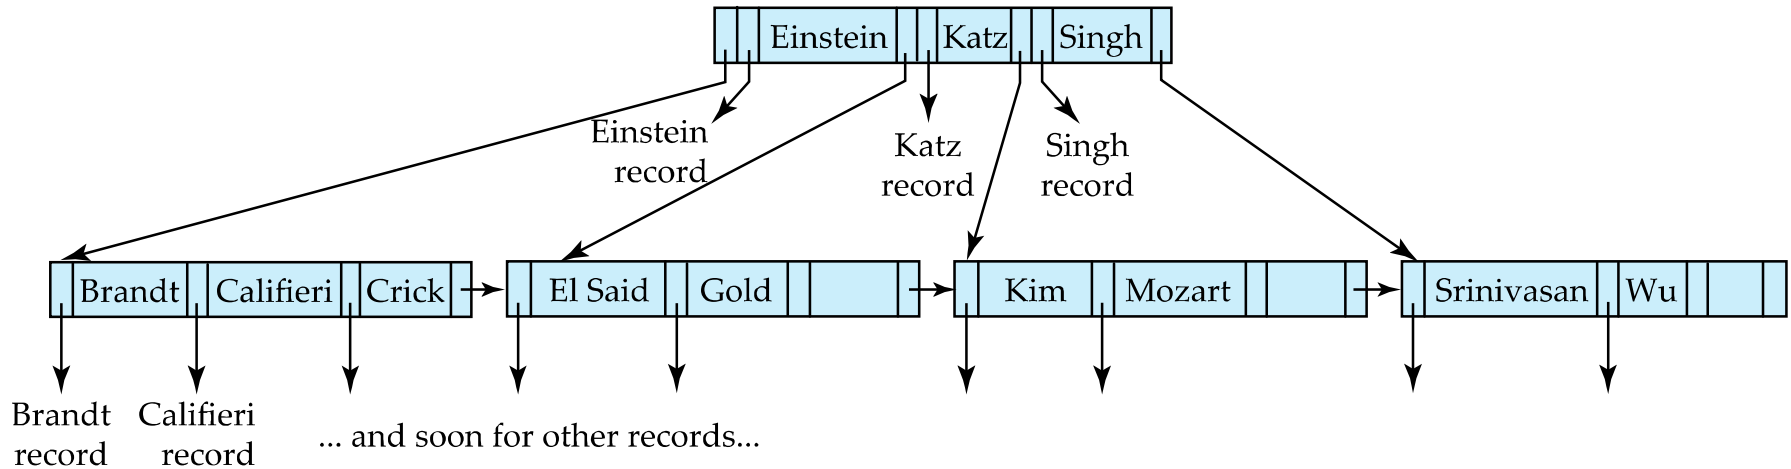 Einstein Katz Singh
Einstein
record
Katz
record
Singh
record
Brandt Califieri Crick El Said Gold Kim Mozart Srinivasan Wu
Brandt
record
Califieri
record
... and soon for other records...